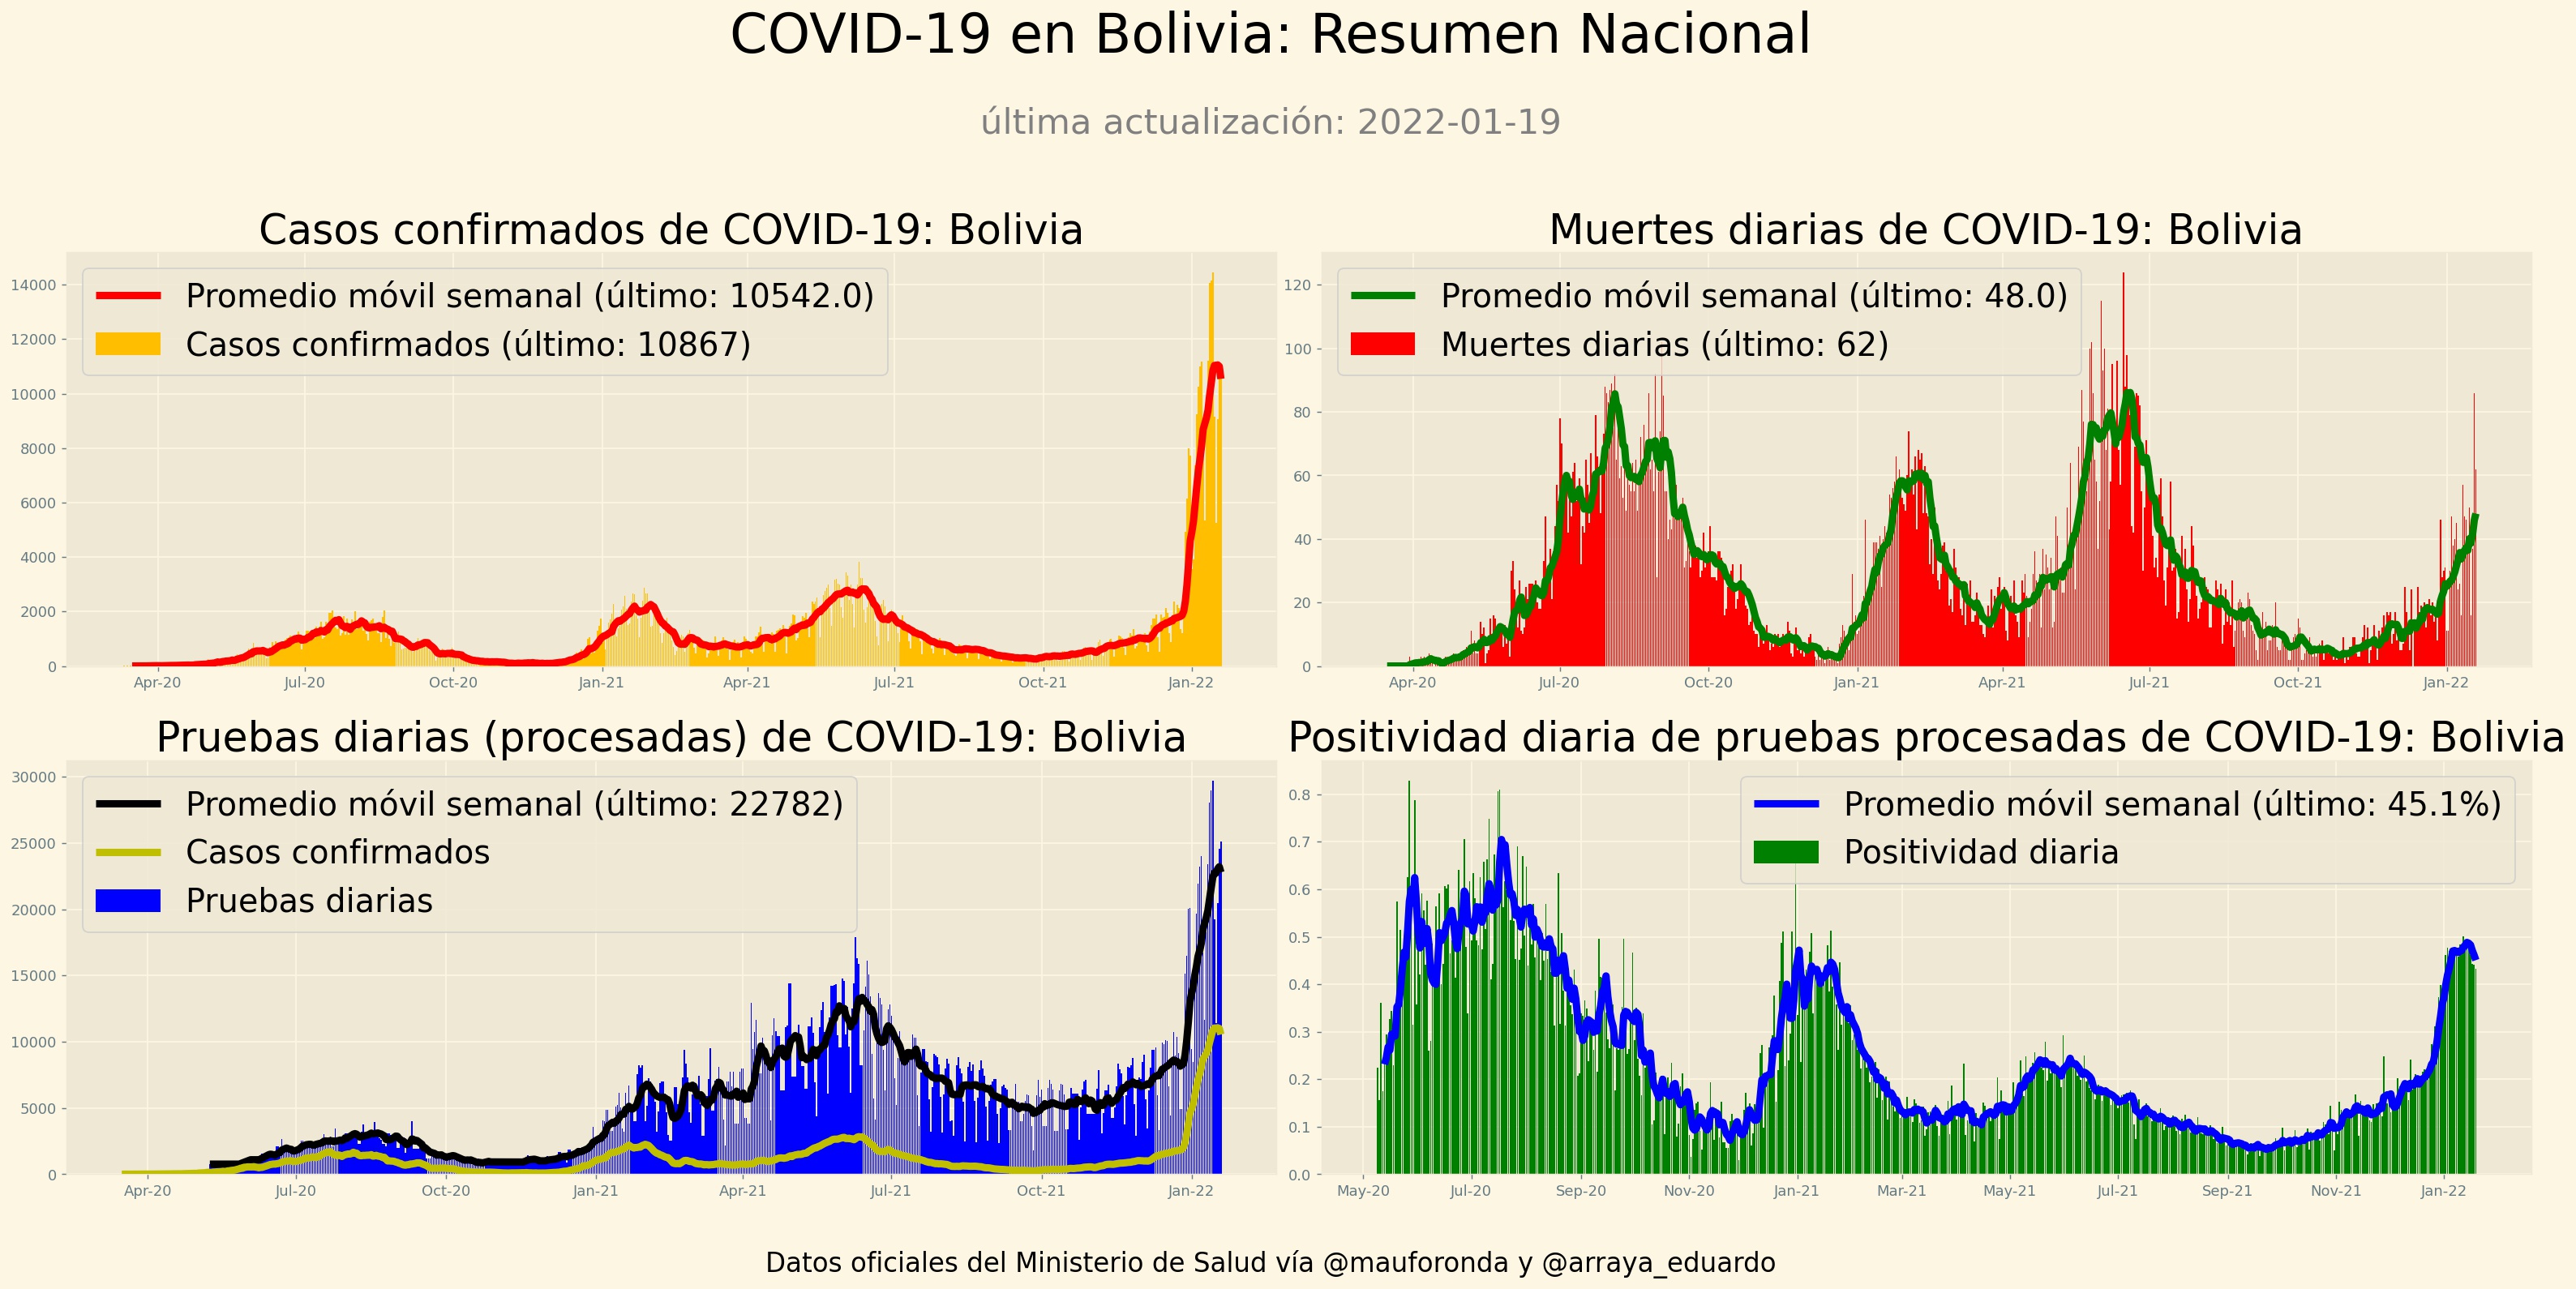 COVID-19 en Bolivia: Resumen Nacional
última actualización: 2022-01-19
Casos confirmados de COVID-19: Bolivia
Promedio móvil semanal (último: 10542.0)
Casos confirmados (último: 10867)
14000
12000
10000
8000
6000
4000
2000
0
Apr-20 Jul-20 Oct-20 Jan-21 Apr-21 Jul-21 Oct-21 Jan-22
Muertes diarias de COVID-19: Bolivia
Promedio móvil semanal (último: 48.0)
Muertes diarias (último: 62)
120
100
80
60
40
20
0
Apr-20 Jul-20 Oct-20 Jan-21 Apr-21 Jul-21 Oct-21 Jan-22
Pruebas diarias (procesadas) de COVID-19: Bolivia
Promedio móvil semanal (último: 22782)
Casos confirmados
Pruebas diarias
30000
25000
20000
15000
10000
5000
0
Apr-20 Jul-20 Oct-20 Jan-21 Apr-21 Jul-21 Oct-21 Jan-22
Positividad diaria de pruebas procesadas de COVID-19: Bolivia
Promedio móvil semanal (último: 45.1%)
Positividad diaria
0.8
0.7
0.6
0.5
0.4
0.3
0.2
0.1
0.0
May-20 Jul-20 Sep-20 Nov-20 Jan-21 Mar-21 May-21 Jul-21 Sep-21 Nov-21 Jan-22
Datos oficiales del Ministerio de Salud vía @mauforonda y @arraya_eduardo